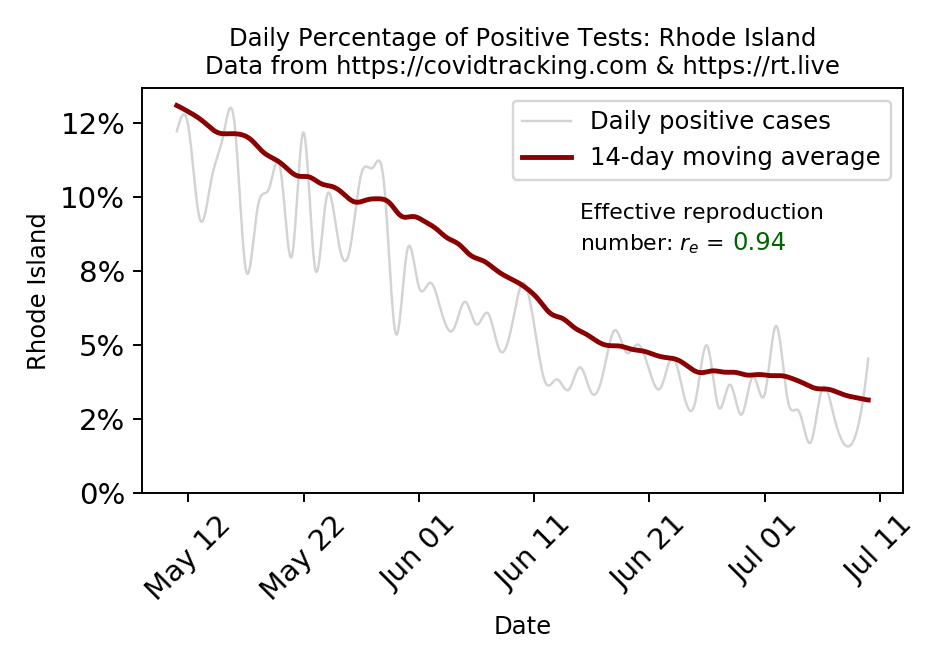 Daily Percentage of Positive Tests: Rhode Island
Data from https://covidtracking.com & https://rt.live
Daily positive cases
14-day moving average
Effective reproduction
number: rₑ = 0.94
12%
10%
8%
5%
2%
0%
Rhode Island
May 12
May 22
Jun 01
Jun 11
Jun 21
Jul 01
Jul 11
Date